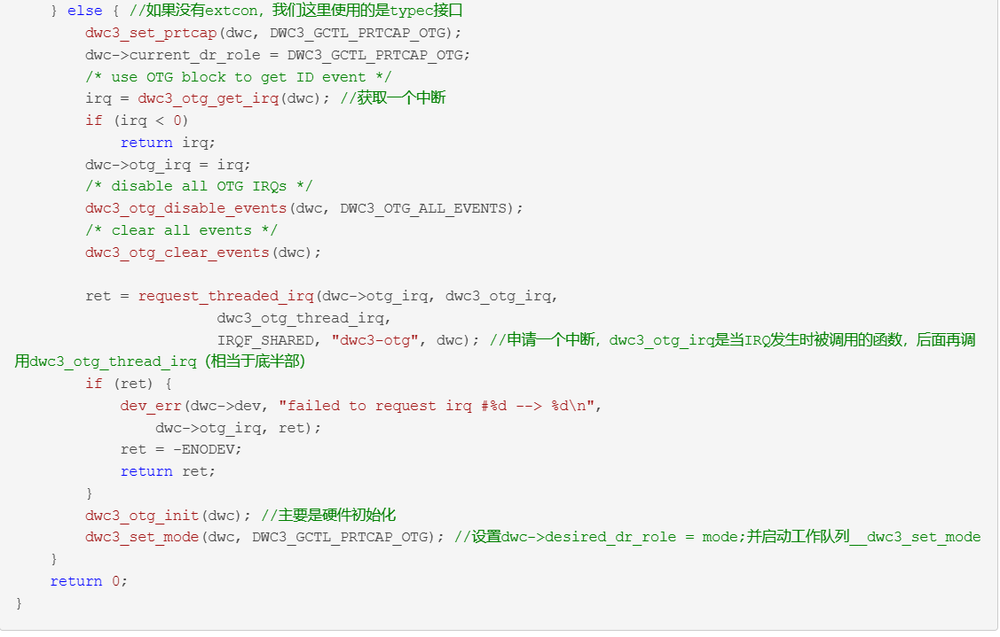 } else { //如果没有extcon，我们这里使用的是typec接口
        dwc3_set_prtcap(dwc, DWC3_GCTL_PRTCAP_OTG);
        dwc->current_dr_role = DWC3_GCTL_PRTCAP_OTG;
        /* use OTG block to get ID event */
        irq = dwc3_otg_get_irq(dwc); //获取一个中断
        if (irq < 0)
            return irq;
        dwc->otg_irq = irq;
        /* disable all OTG IRQs */
        dwc3_otg_disable_events(dwc, DWC3_OTG_ALL_EVENTS);
        /* clear all events */
        dwc3_otg_clear_events(dwc);

        ret = request_threaded_irq(dwc->otg_irq, dwc3_otg_irq,
                       dwc3_otg_thread_irq,
                       IRQF_SHARED, "dwc3-otg", dwc); //申请一个中断，dwc3_otg_irq是当IRQ发生时被调用的函数，后面再调
用dwc3_otg_thread_irq（相当于底半部）
        if (ret) {
            dev_err(dwc->dev, "failed to request irq #%d --> %d\n",
                dwc->otg_irq, ret);
            ret = -ENODEV;
            return ret;
        }
        dwc3_otg_init(dwc); //主要是硬件初始化
        dwc3_set_mode(dwc, DWC3_GCTL_PRTCAP_OTG); //设置dwc->desired_dr_role = mode;并启动工作队列__dwc3_set_mode
    }
    return 0;
}